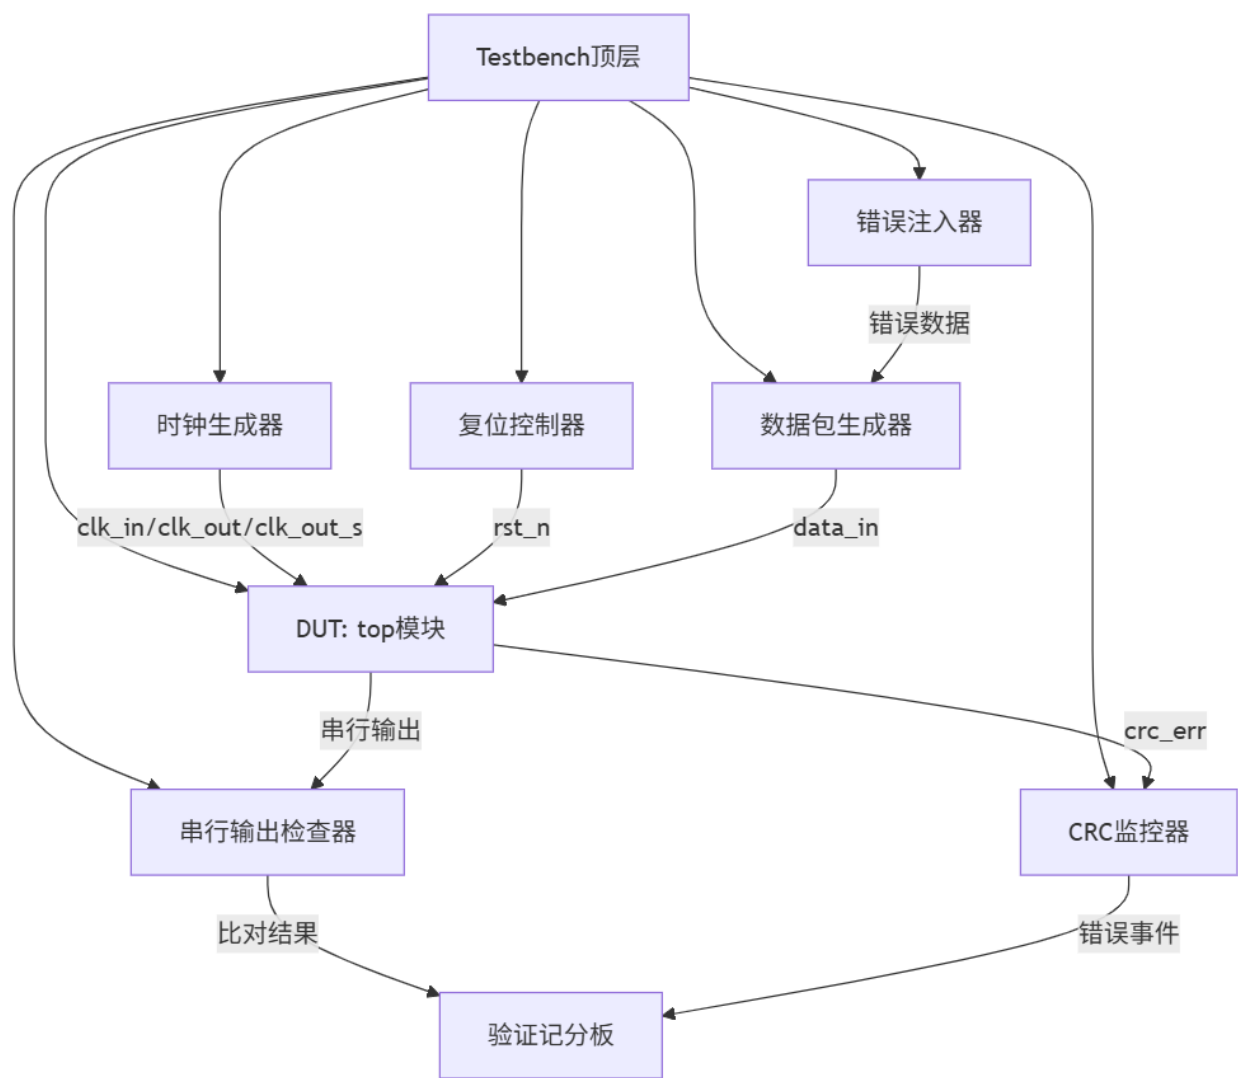 Testbench顶层
错误注入器
错误数据
时钟生成器
复位控制器
数据包生成器
clk_in/clk_out/clk_out_s
rst_n
data_in
DUT: top模块
串行输出
crc_err
串行输出检查器
CRC监控器
比对结果
错误事件
验证记分板